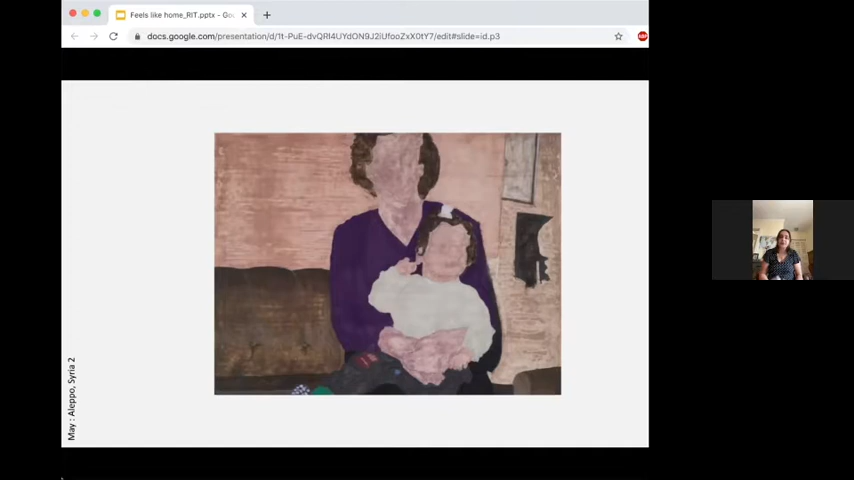 Feels like home_RIT.pptx - Go
docs.google.com/presentation/d/1t-PuE-dvQRI4UYdON9J2iUfooZxX0tY7/edit#slide=id.p3
ABP
May : Aleppo, Syria 2